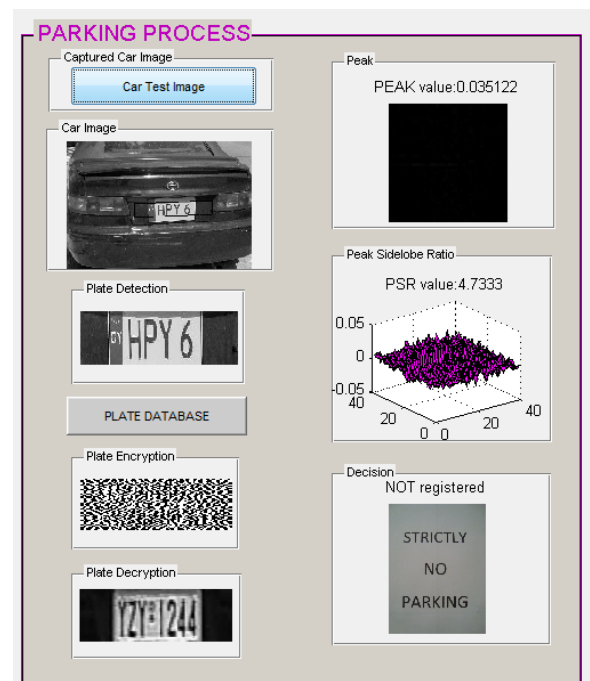 PARKING PROCESS
Captured Car Image
Car Test Image
Car Image
HPY 6
Plate Detection
HPY 6
PLATE DATABASE
Plate Encryption
Plate Decryption
YZY 1244
Peak
PEAK value:0.035122
Peak Sidelobe Ratio
PSR value:4.7333
0.05
0
-0.05
40
20
0
0
20
40
Decision
NOT registered
STRICTLY
NO
PARKING